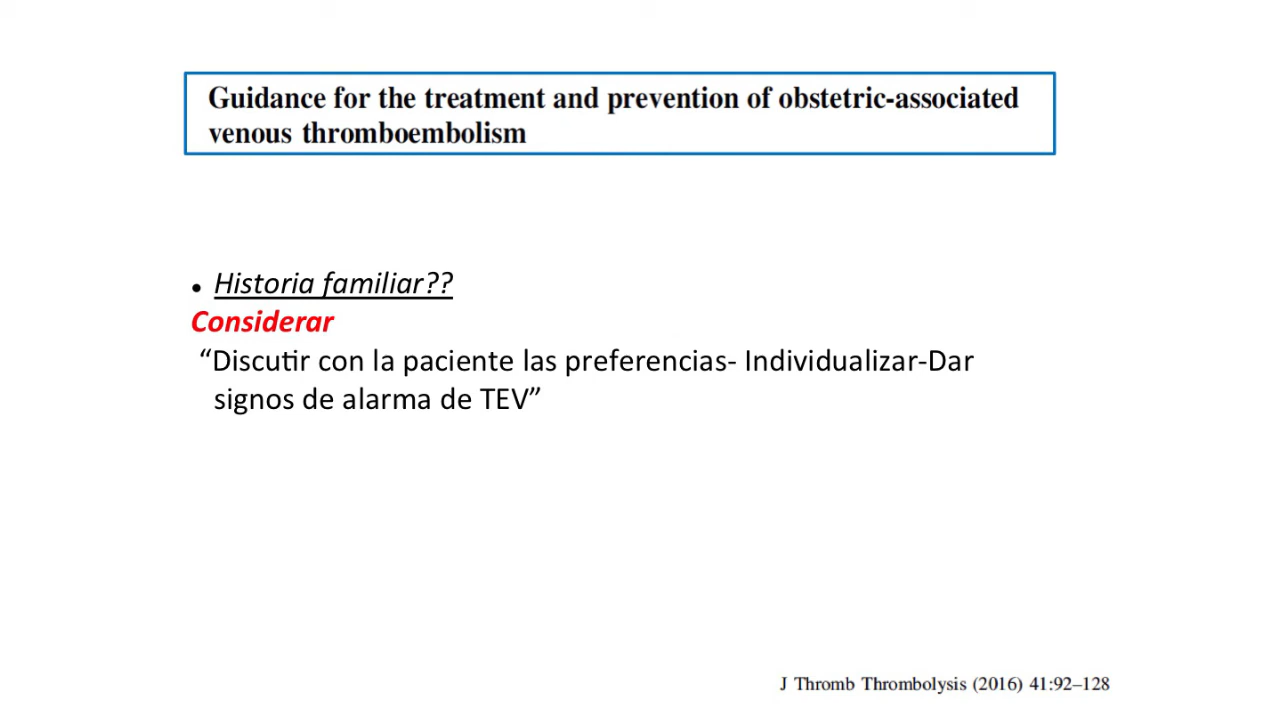 Guidance for the treatment and prevention of obstetric-associated
venous thromboembolism
• Historia familiar??
Considerar
“Discutir con la paciente las preferencias- Individualizar-Dar
signos de alarma de TEV”
J Thromb Thrombolysis (2016) 41:92–128